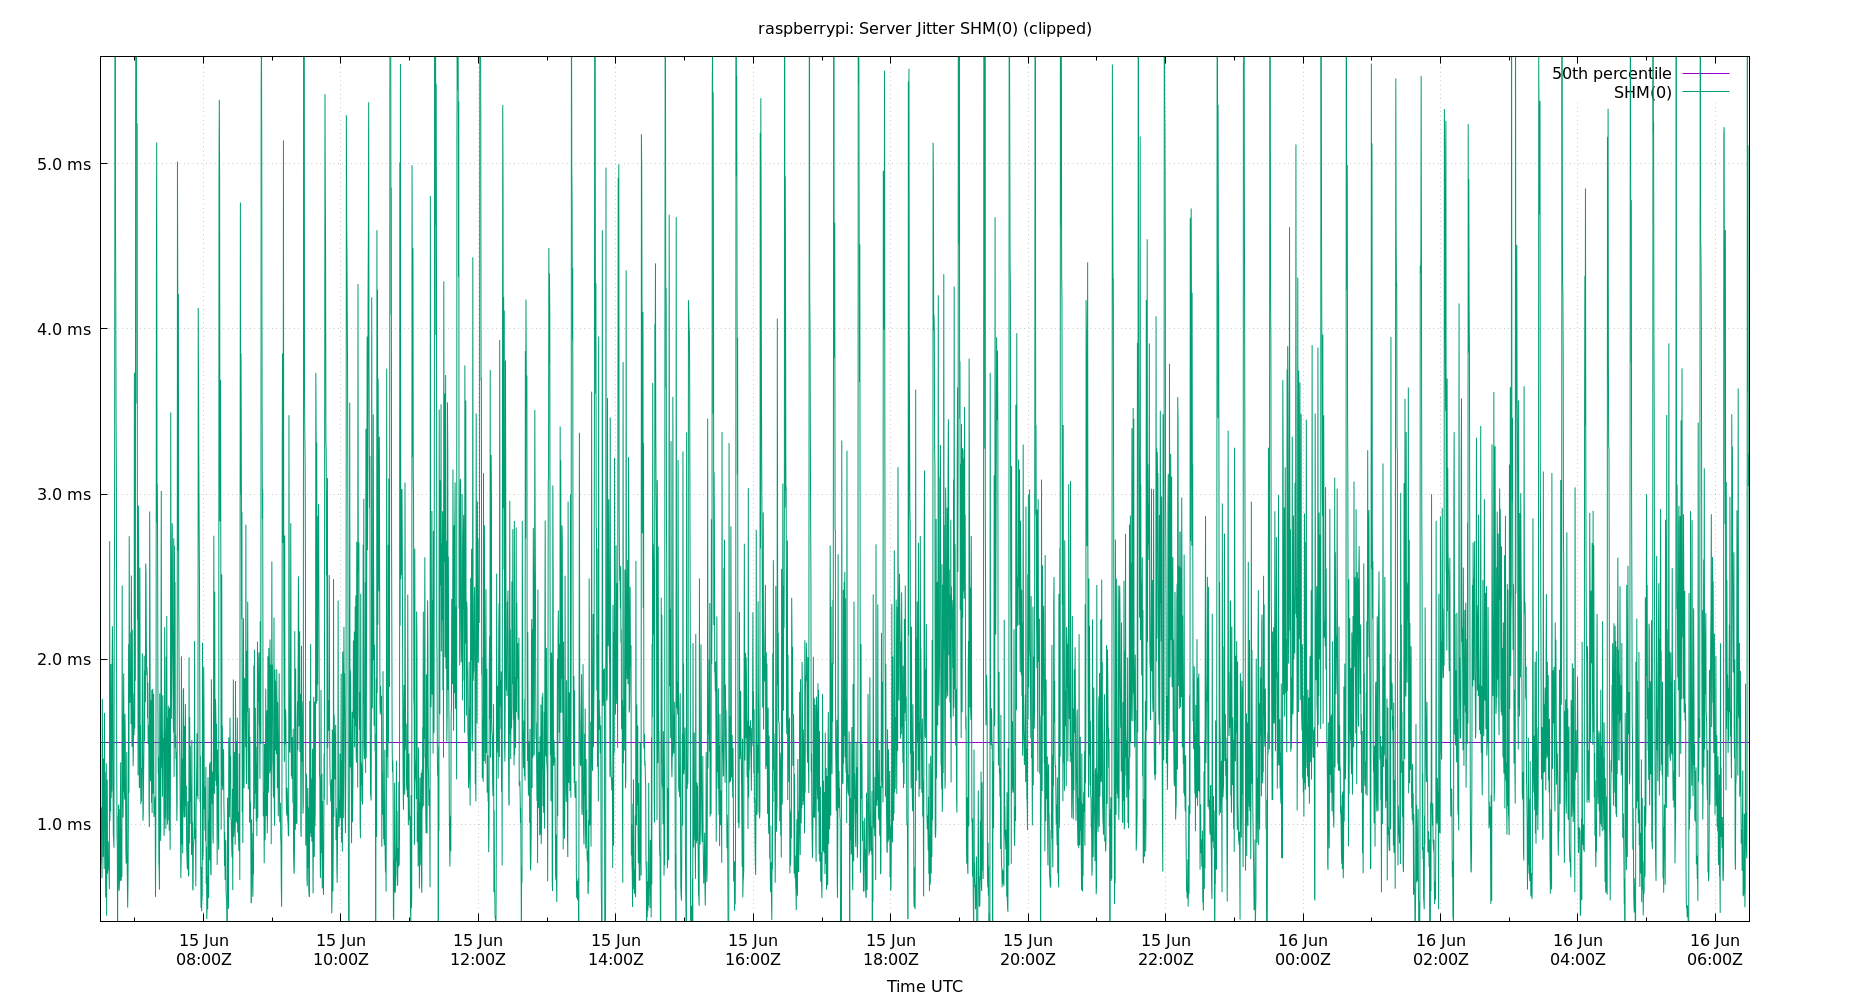 raspberrypi: Server Jitter SHM(0) (clipped)
50th percentile
SHM(0)
5.0 ms
4.0 ms
3.0 ms
2.0 ms
1.0 ms
15 Jun 15 Jun 15 Jun 15 Jun 15 Jun 15 Jun 15 Jun 15 Jun 16 Jun 16 Jun 16 Jun 16 Jun
08:00Z 10:00Z 12:00Z 14:00Z 16:00Z 18:00Z 20:00Z 22:00Z 00:00Z 02:00Z 04:00Z 06:00Z
Time UTC